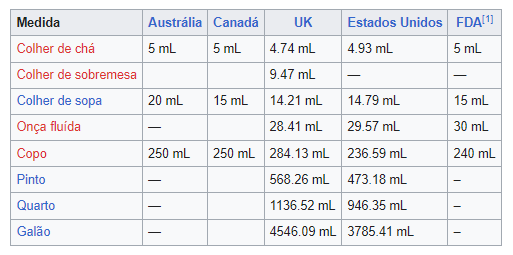 Medida Austrália Canadá UK Estados Unidos FDA[1]
Colher de chá 5 mL 5 mL 4.74 mL 4.93 mL 5 mL
Colher de sobremesa 9.47 mL — —
Colher de sopa 20 mL 15 mL 14.21 mL 14.79 mL 15 mL
Onça fluída — 28.41 mL 29.57 mL 30 mL
Copo 250 mL 250 mL 284.13 mL 236.59 mL 240 mL
Pinto — 568.26 mL 473.18 mL –
Quarto — 1136.52 mL 946.35 mL –
Galão — 4546.09 mL 3785.41 mL –